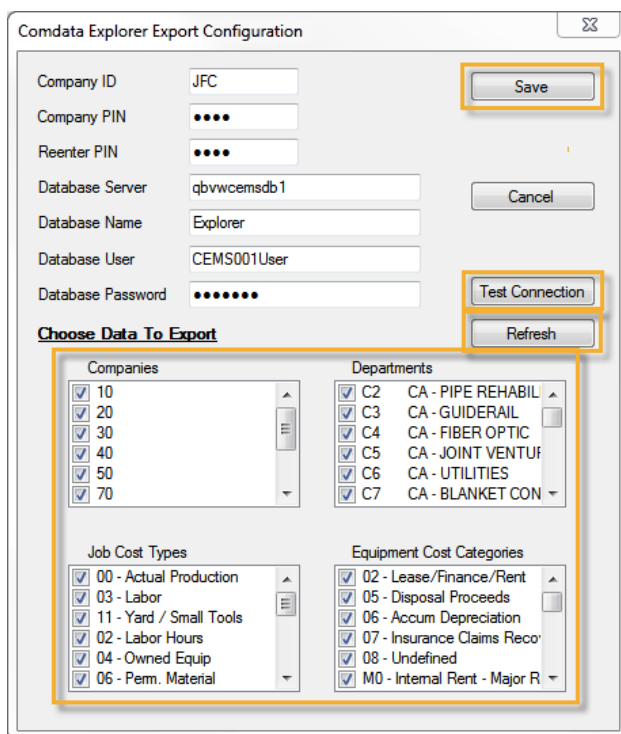 Comdata Explorer Export Configuration
Company ID JFC
Save
Company PIN ●●●●
Reenter PIN ●●●●
Database Server qbvwcemsdb1
Cancel
Database Name Explorer
Database User CEMS001User
Database Password ●●●●●●●
Test Connection
Choose Data To Export
Refresh
Companies
10
20
30
40
50
70
Departments
C2 CA - PIPE REHABILI
C3 CA - GUIDERAIL
C4 CA - FIBER OPTIC
C5 CA - JOINT VENTUR
C6 CA - UTILITIES
C7 CA - BLANKET CON
Job Cost Types
00 - Actual Production
03 - Labor
11 - Yard / Small Tools
02 - Labor Hours
04 - Owned Equip
06 - Perm. Material
Equipment Cost Categories
02 - Lease/Finance/Rent
05 - Disposal Proceeds
06 - Accum Depreciation
07 - Insurance Claims Recov
08 - Undefined
M0 - Internal Rent - Major R